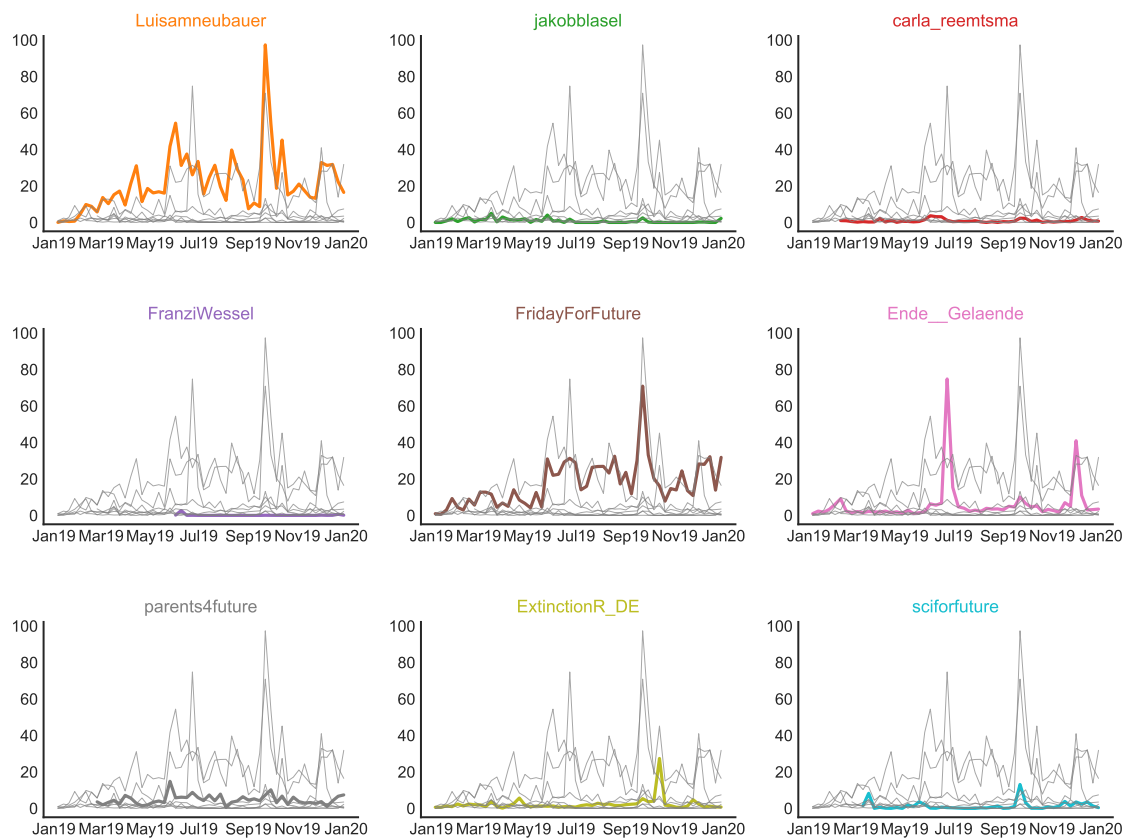 Luisamneubauer jakobblasel carla_reemtsma
100 100 100
80 80 80
60 60 60
40 40 40
20 20 20
0 0 0
Jan19 Mar19 May19 Jul19 Sep19 Nov19 Jan20 Jan19 Mar19 May19 Jul19 Sep19 Nov19 Jan20 Jan19 Mar19 May19 Jul19 Sep19 Nov19 Jan20
FranziWessel FridayForFuture Ende__Gelaende
100 100 100
80 80 80
60 60 60
40 40 40
20 20 20
0 0 0
Jan19 Mar19 May19 Jul19 Sep19 Nov19 Jan20 Jan19 Mar19 May19 Jul19 Sep19 Nov19 Jan20 Jan19 Mar19 May19 Jul19 Sep19 Nov19 Jan20
parents4future ExtinctionR_DE sciforfuture
100 100 100
80 80 80
60 60 60
40 40 40
20 20 20
0 0 0
Jan19 Mar19 May19 Jul19 Sep19 Nov19 Jan20 Jan19 Mar19 May19 Jul19 Sep19 Nov19 Jan20 Jan19 Mar19 May19 Jul19 Sep19 Nov19 Jan20